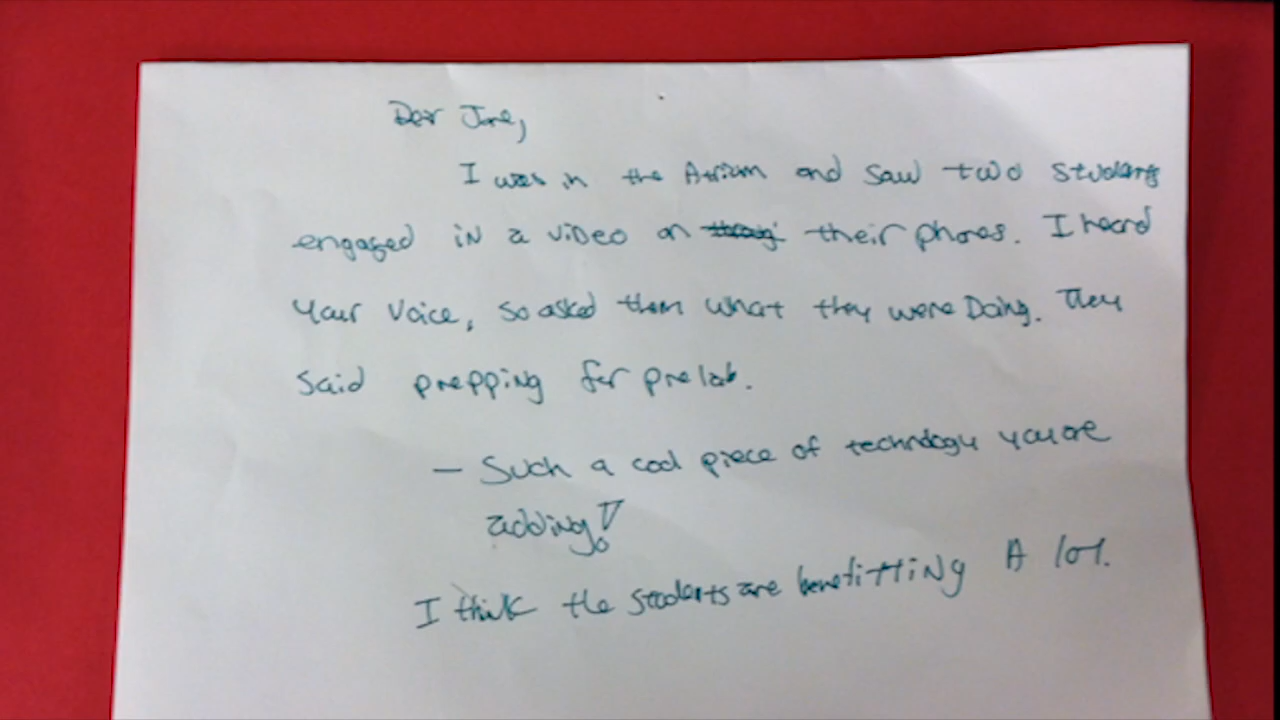 Dear June,
I was in the Atrium and saw two students
engaged in a video on their phones. I heard
your voice, so asked them what they were Doing. They
said prepping for prelab.
— Such a cool piece of technology you are
adding!
I think the students are benefitting A lot.